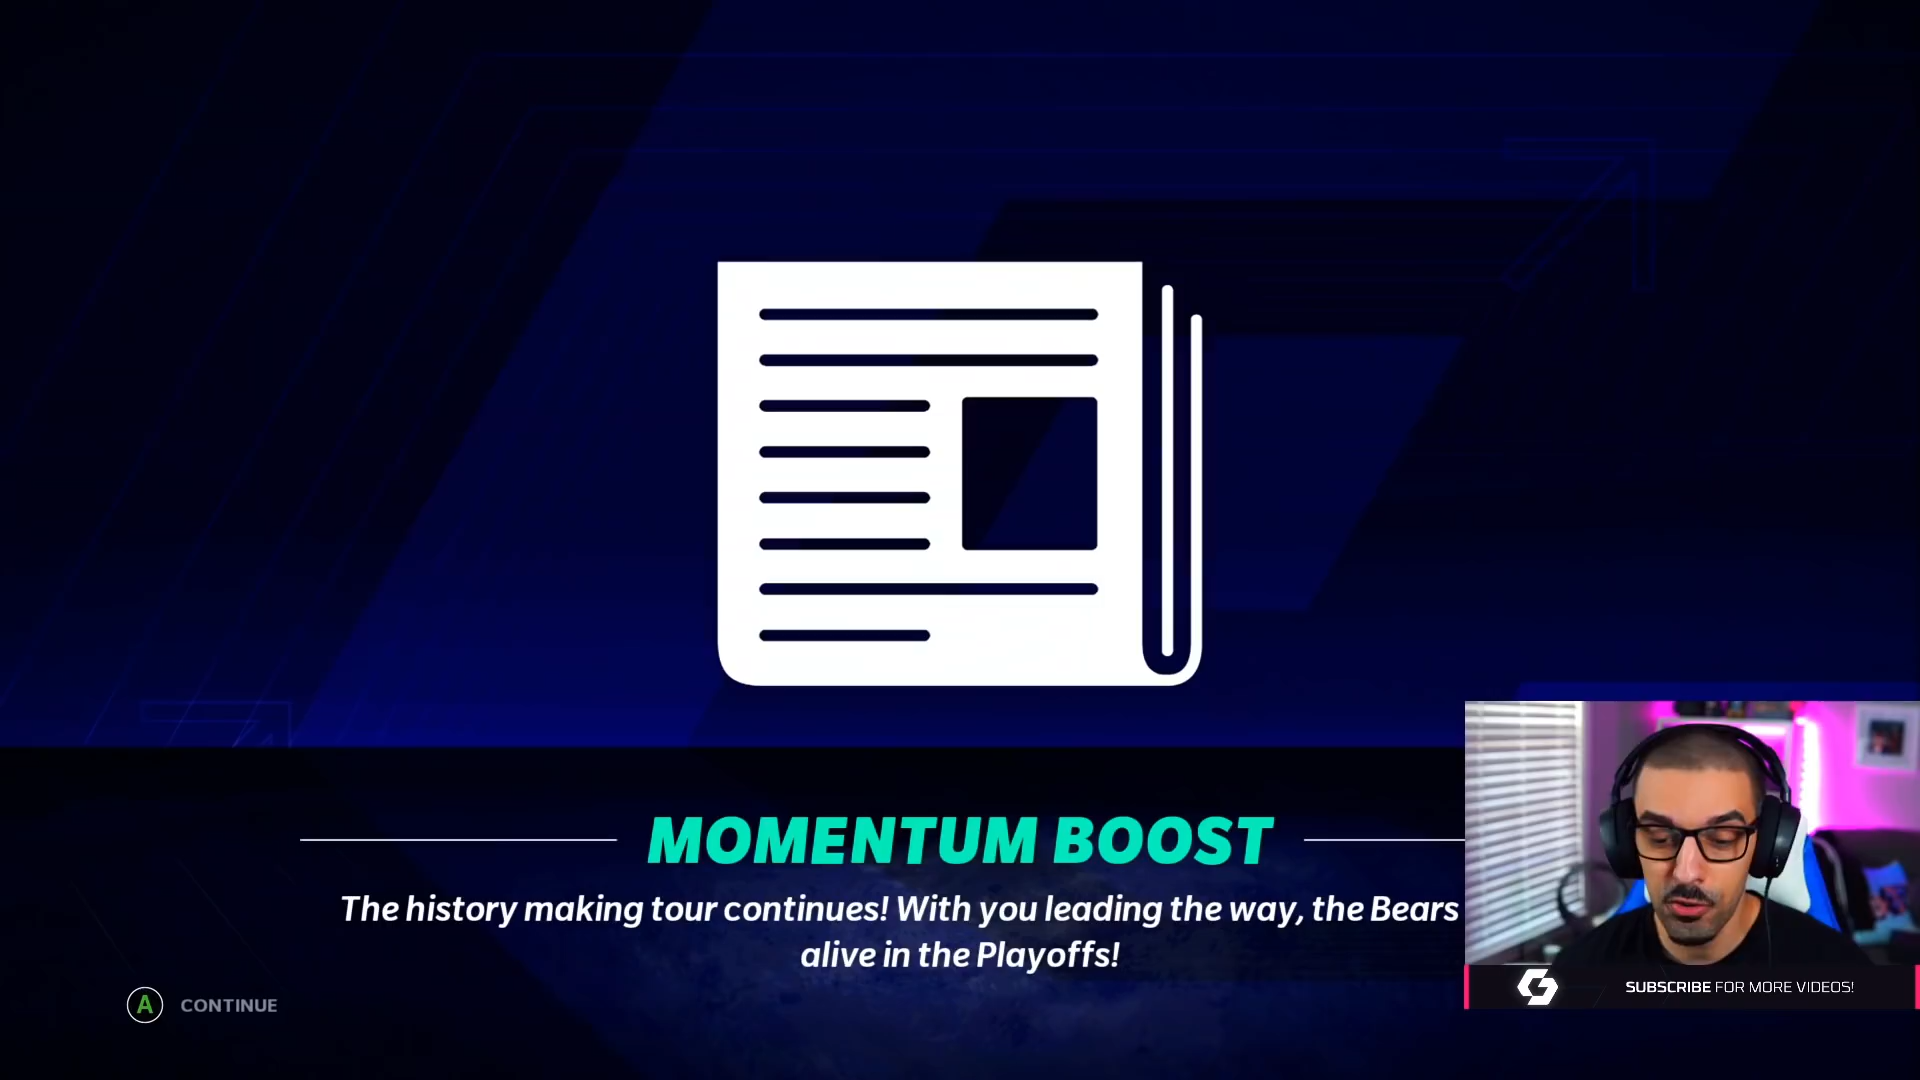 MOMENTUM BOOST
The history making tour continues! With you leading the way, the Bears
alive in the Playoffs!
A CONTINUE
SUBSCRIBE FOR MORE VIDEOS!